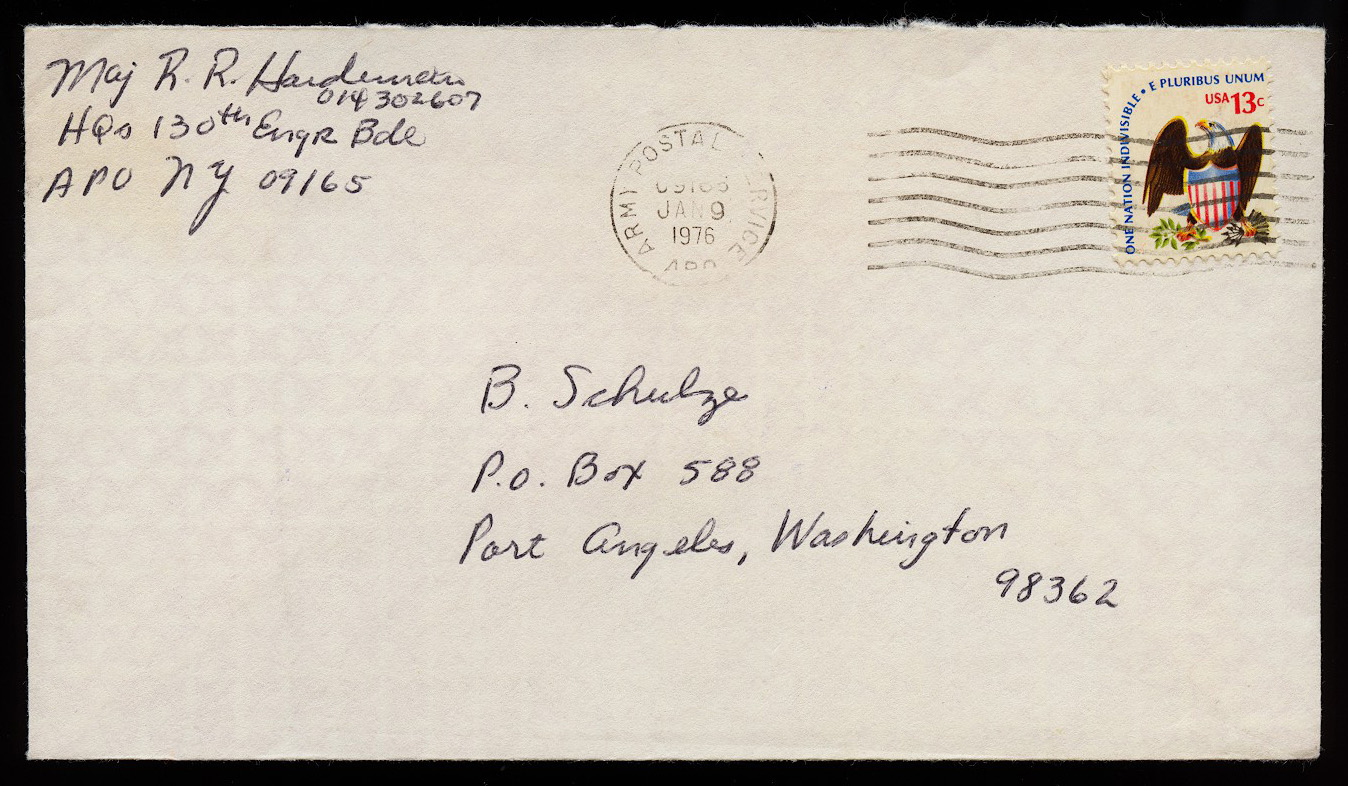 Maj R. R. Hardeman
014302607
HQs 130th Engr Bde
APO NY 09165
ARMY POSTAL SERVICE
JAN 9
1976
APO
ONE NATION INDIVISIBLE • E PLURIBUS UNUM
USA 13c
B. Schulze
P.O. Box 588
Port Angeles, Washington
98362